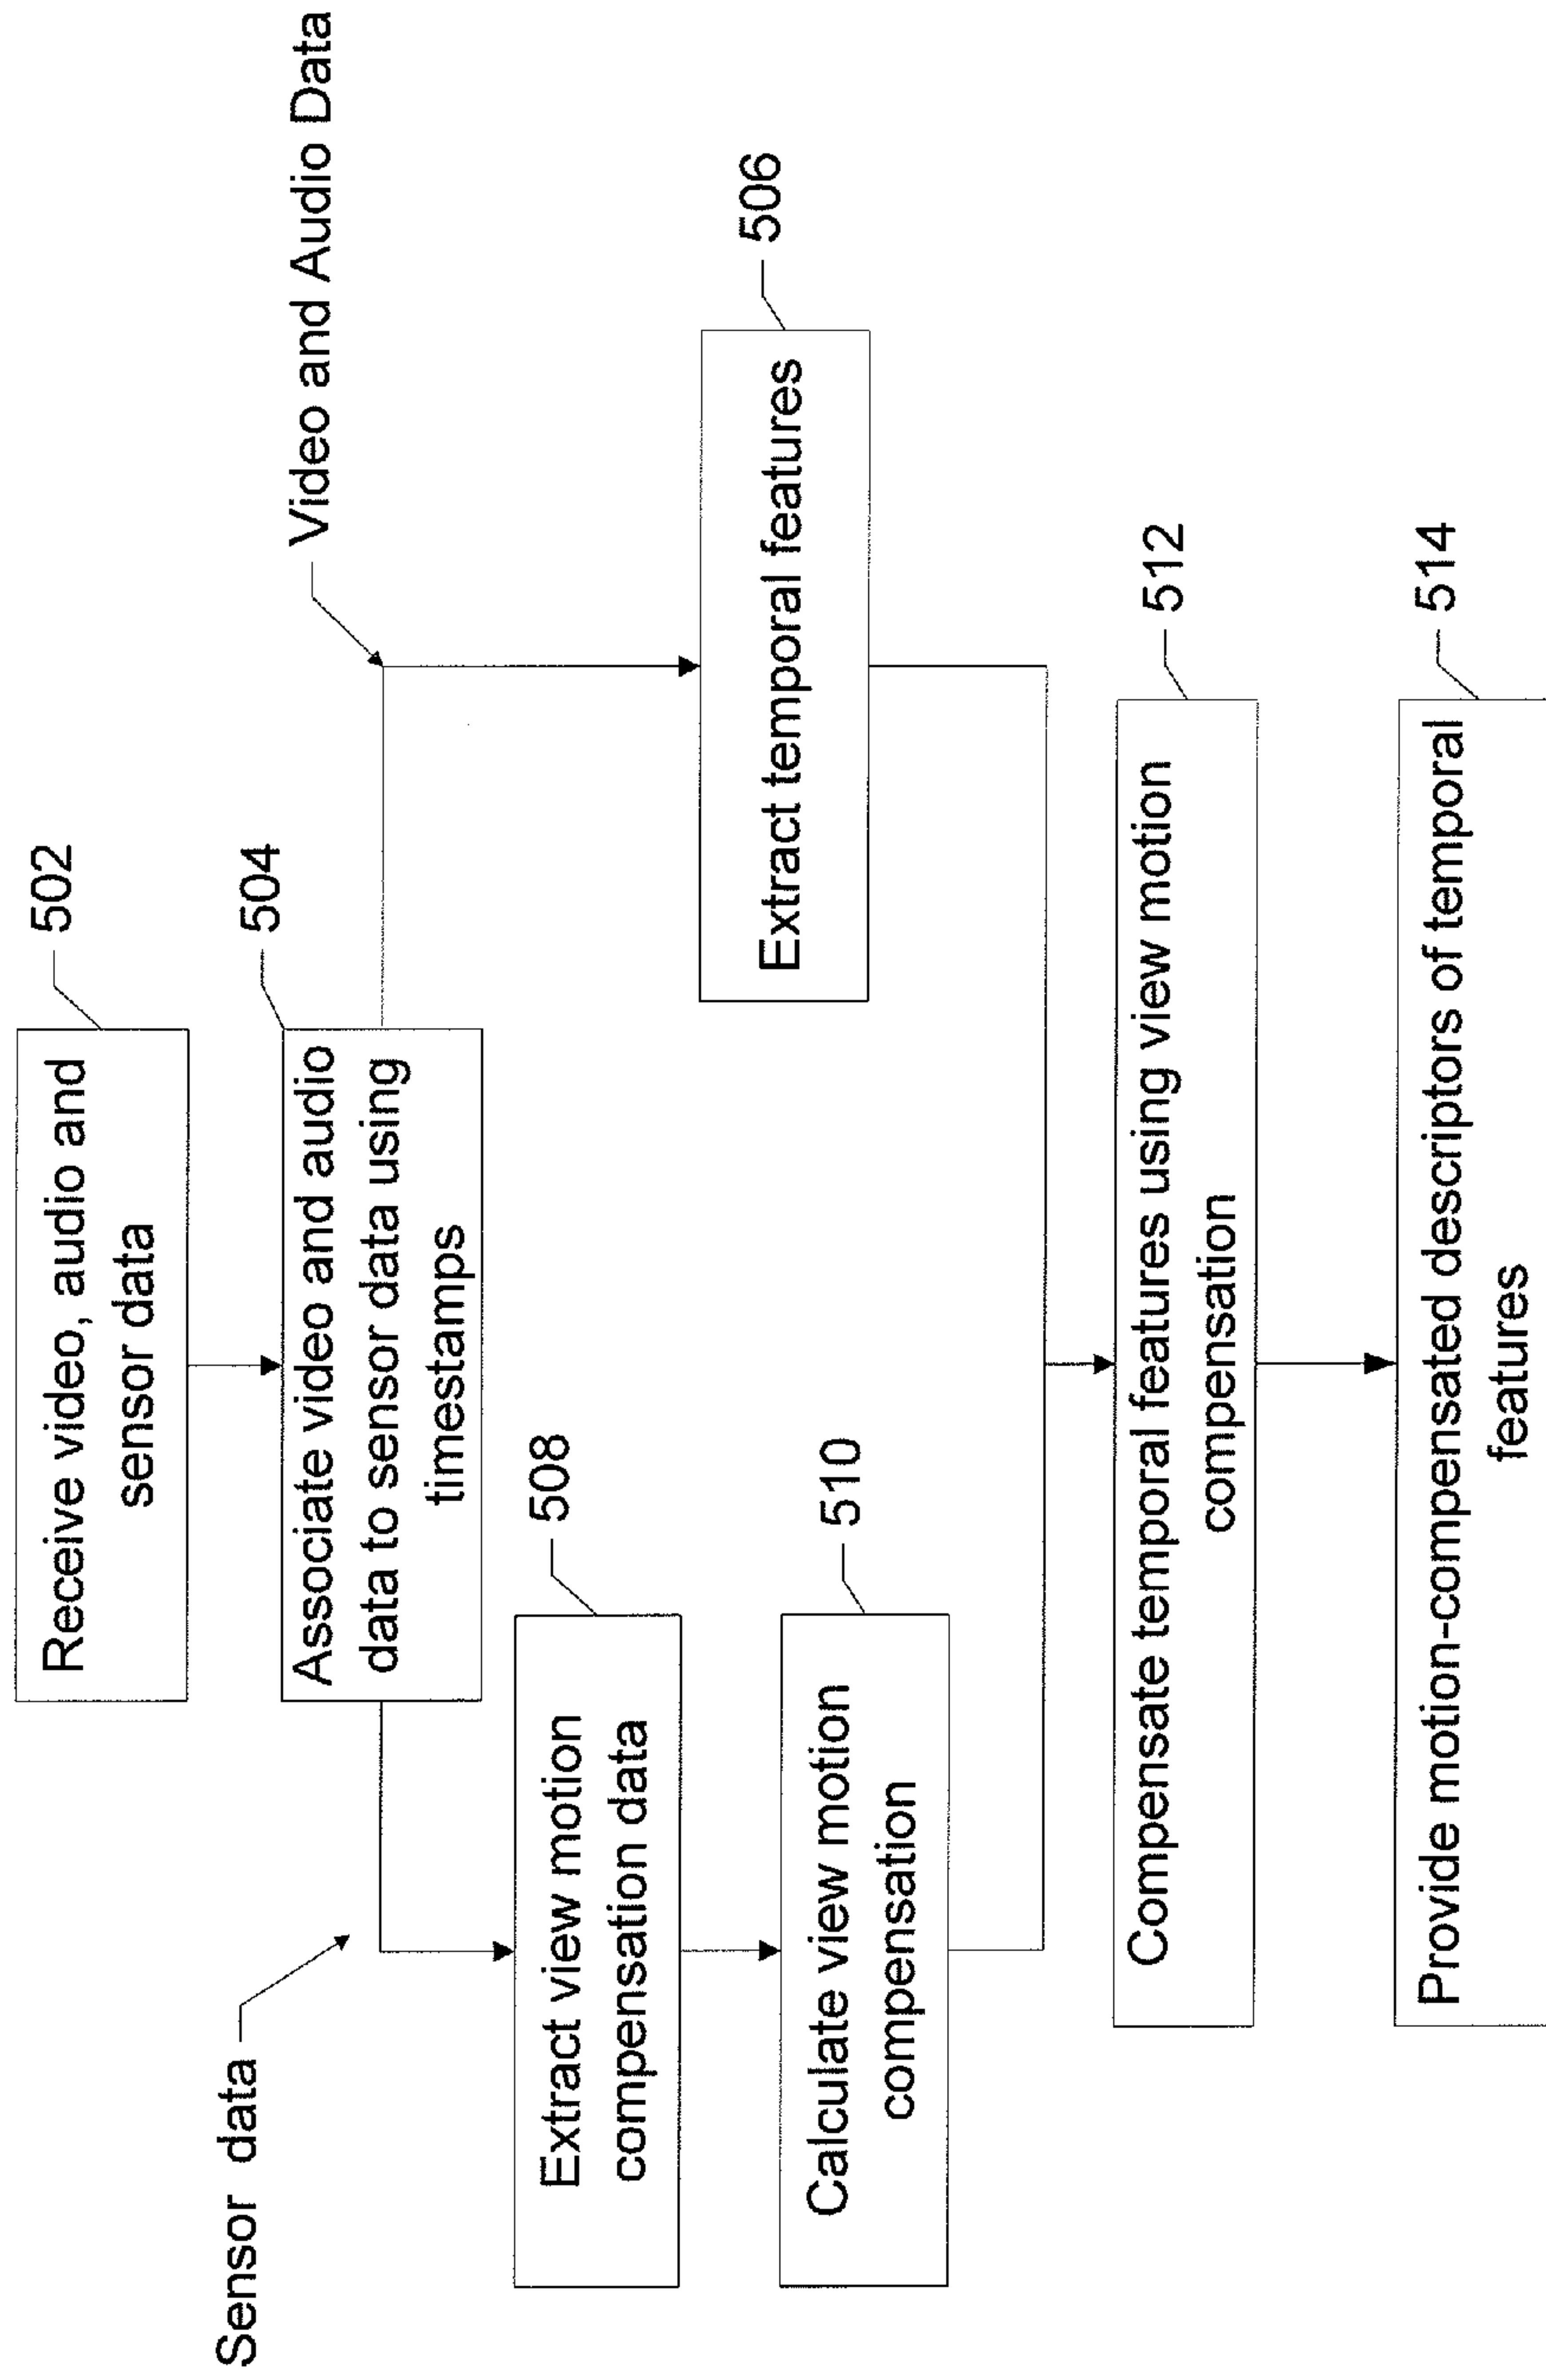 Receive video, audio and
sensor data
502
Associate video and audio
data to sensor data using
timestamps
504
Sensor data
Video and Audio Data
Extract view motion
compensation data
508
Extract temporal features
506
Calculate view motion
compensation
510
Compensate temporal features using view motion
compensation
512
Provide motion-compensated descriptors of temporal
features
514